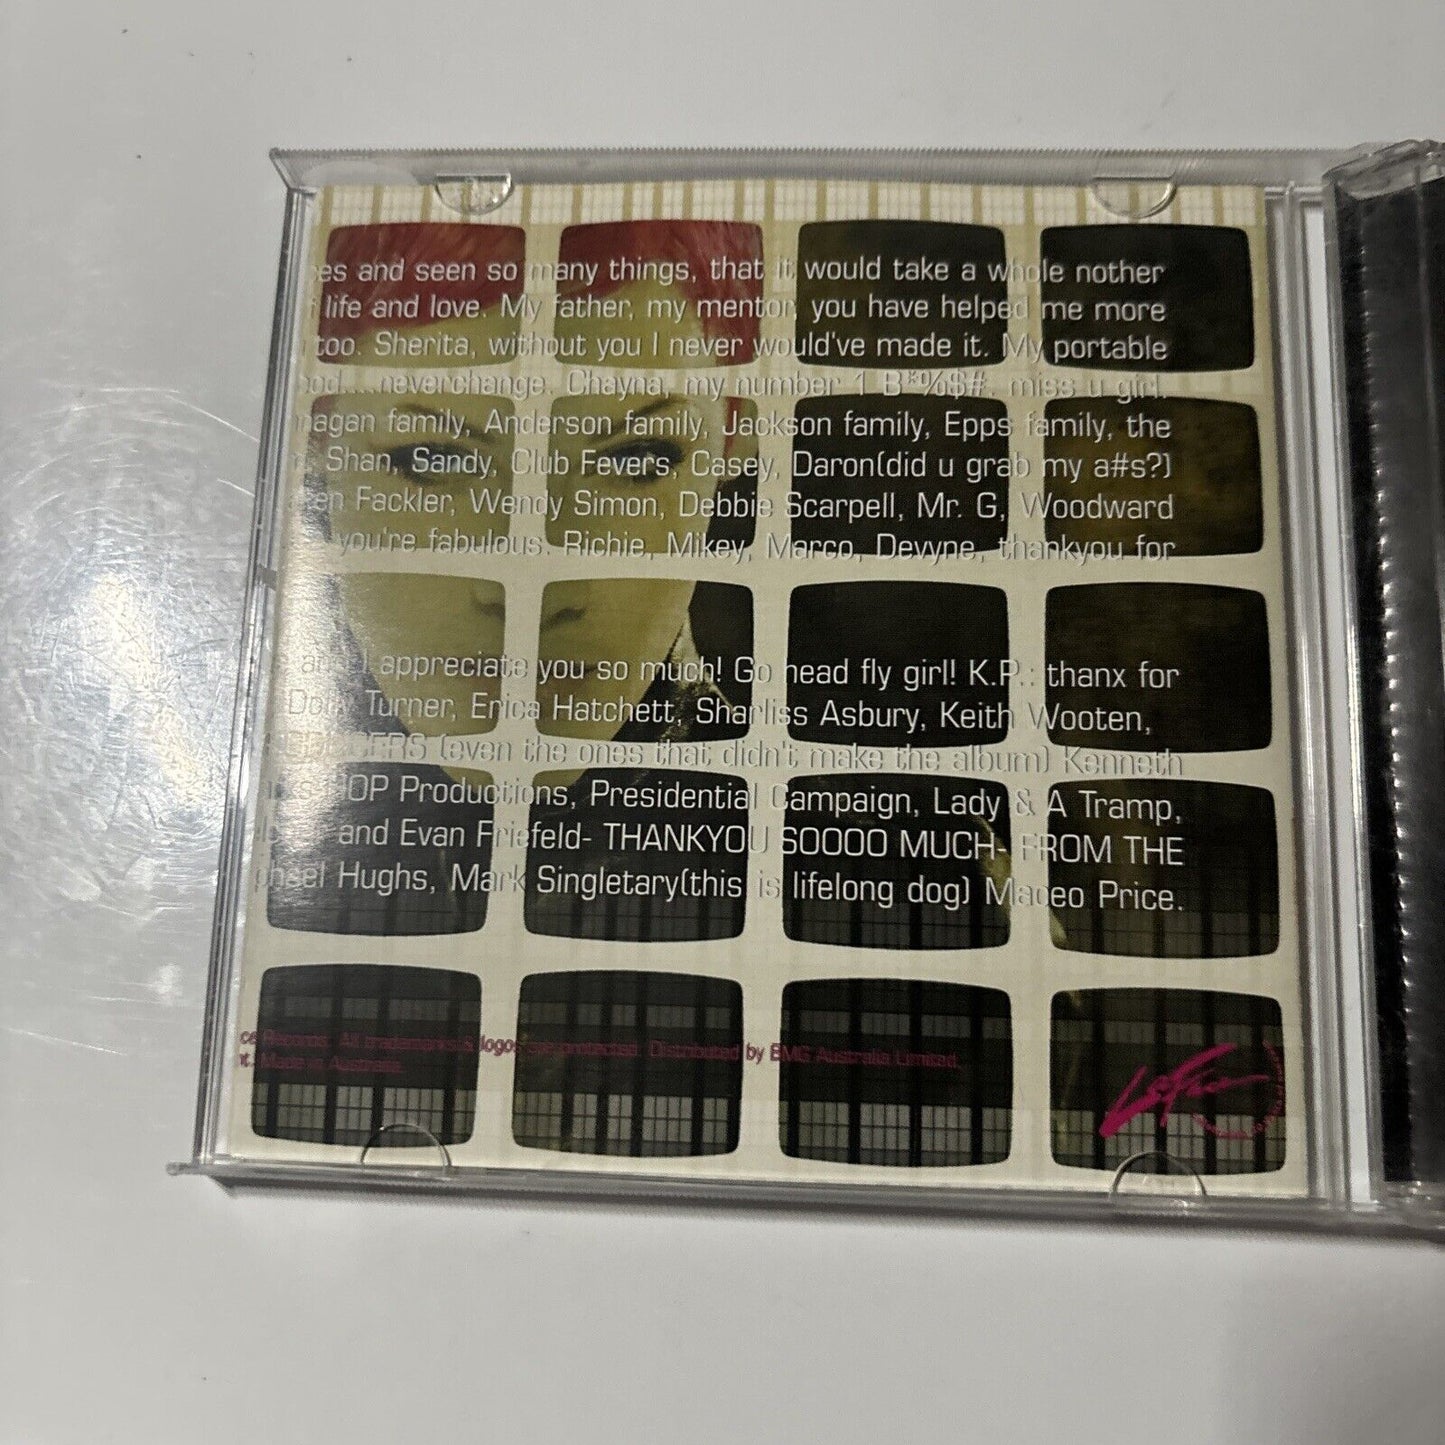 es and seen so many things, that it would take a whole nother
life and love. My father, my mentor, you have helped me more
too. Sherita, without you I never would've made it. My portable
neverchange. Chayna, my number 1 B*%$#. miss u girl.
nagan family, Anderson family, Jackson family, Epps family, the
Shan, Sandy, Club Fevers, Casey, Daron(did u grab my a#s?)
en Fackler, Wendy Simon, Debbie Scarpell, Mr. G, Woodward
you're fabulous. Richie, Mikey, Marco, Devyne, thankyou for
I appreciate you so much! Go head fly girl! K.P.: thanx for
Turner, Erica Hatchett, Sharliss Asbury, Keith Wooten,
(even the ones that didn't make the album) Kenneth
HOP Productions, Presidential Campaign, Lady & A Tramp,
and Evan Friefeld- THANKYOU SOOOO MUCH- FROM THE
Hughs, Mark Singletary(this is lifelong dog) Maceo Price.
ce Records. All trademarks & logos are protected. Distributed by BMG Australia Limited,
Made in Australia.
LaFace